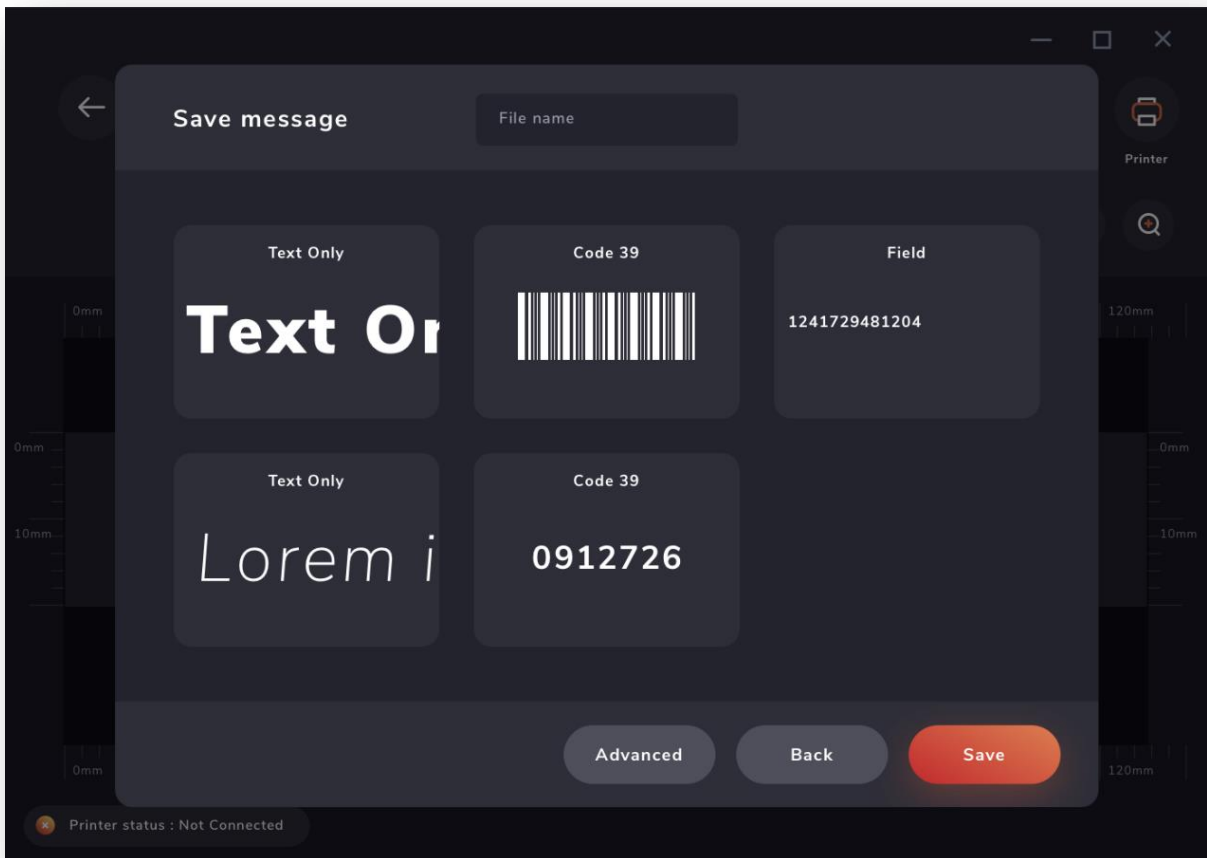 Save message
File name
Printer
Text Only
Code 39
Field
Text Or
1241729481204
Text Only
Code 39
Lorem i
0912726
0mm
120mm
0mm
0mm
10mm
10mm
0mm
120mm
Advanced
Back
Save
Printer status : Not Connected